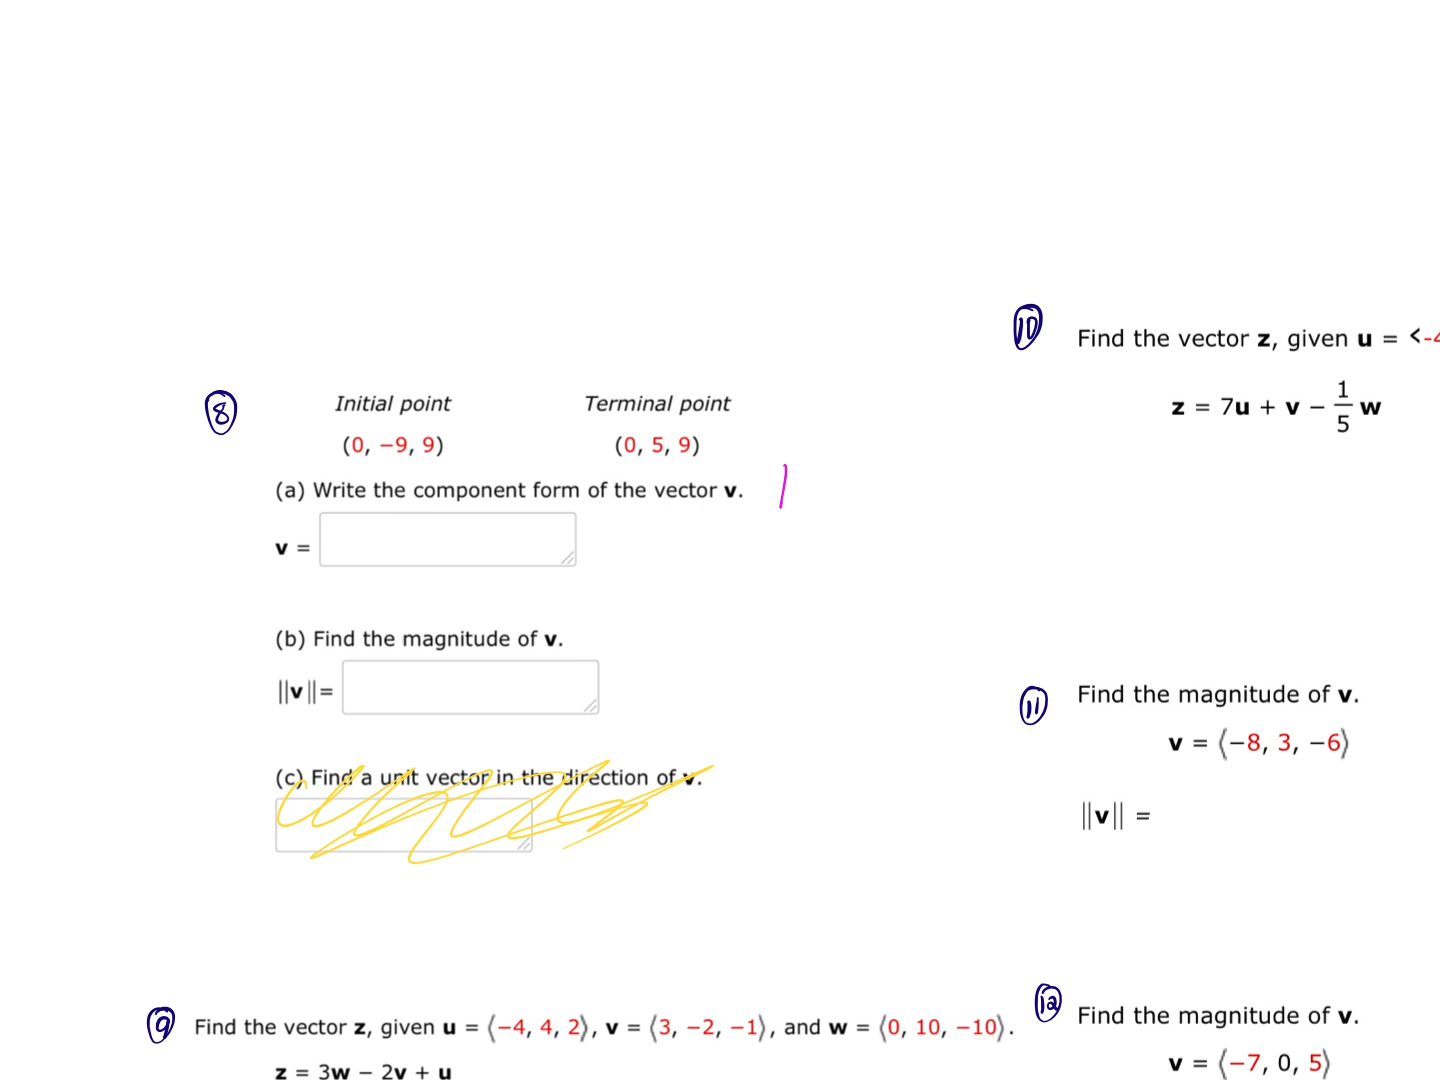 8
Initial point Terminal point
(0, −9, 9) (0, 5, 9)
(a) Write the component form of the vector v.
v =
(b) Find the magnitude of v.
||v||=
(c) Find a unit vector in the direction of v.
9 Find the vector z, given u = ⟨−4, 4, 2⟩, v = ⟨3, −2, −1⟩, and w = ⟨0, 10, −10⟩.
z = 3w − 2v + u
10 Find the vector z, given u = <-4
z = 7u + v − 1/5 w
11 Find the magnitude of v.
v = ⟨−8, 3, −6⟩
||v|| =
12 Find the magnitude of v.
v = ⟨−7, 0, 5⟩